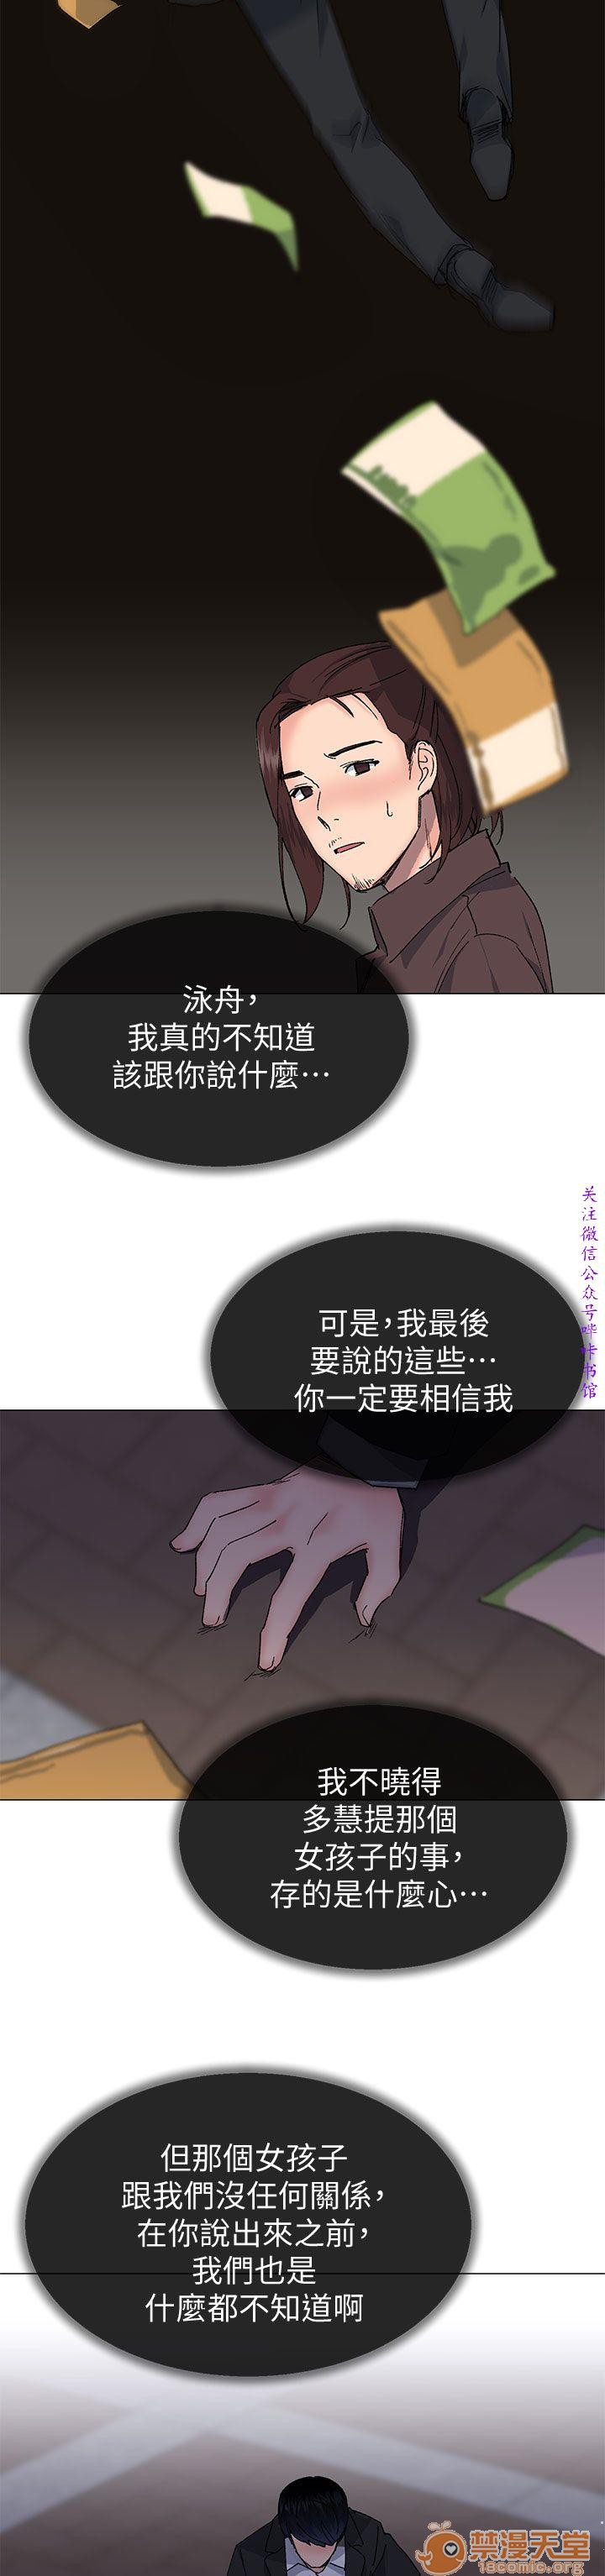 泳舟，
我真的不知道
該跟你說什麼⋯
关注微信公众号哔咔书馆
可是，我最後
要說的這些⋯
你一定要相信我
我不曉得
多慧提那個
女孩子的事，
存的是什麼心⋯
但那個女孩子
跟我們沒任何關係，
在你說出來之前，
我們也是
什麼都不知道啊
禁漫天堂
18comic.org